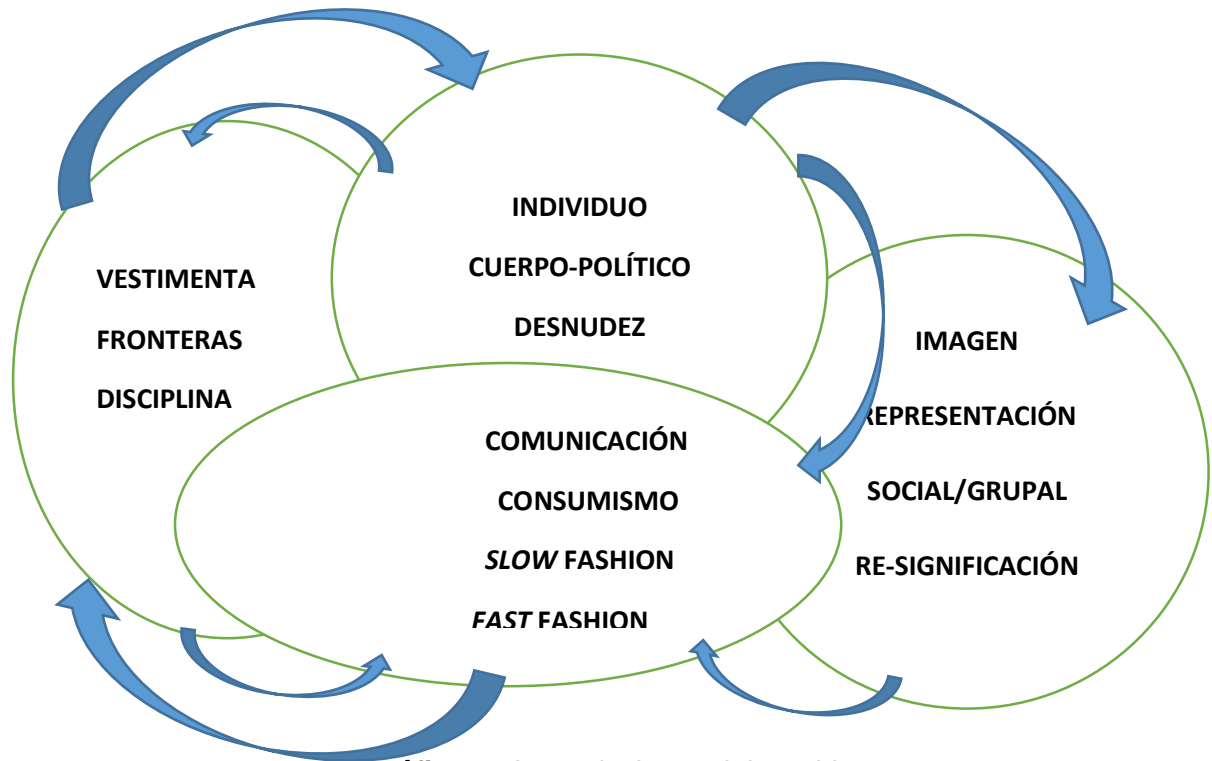 INDIVIDUO
CUERPO-POLÍTICO
DESNUDEZ
VESTIMENTA
FRONTERAS
DISCIPLINA
IMAGEN
REPRESENTACIÓN
SOCIAL/GRUPAL
RE-SIGNIFICACIÓN
COMUNICACIÓN
CONSUMISMO
SLOW FASHION
FAST FASHION